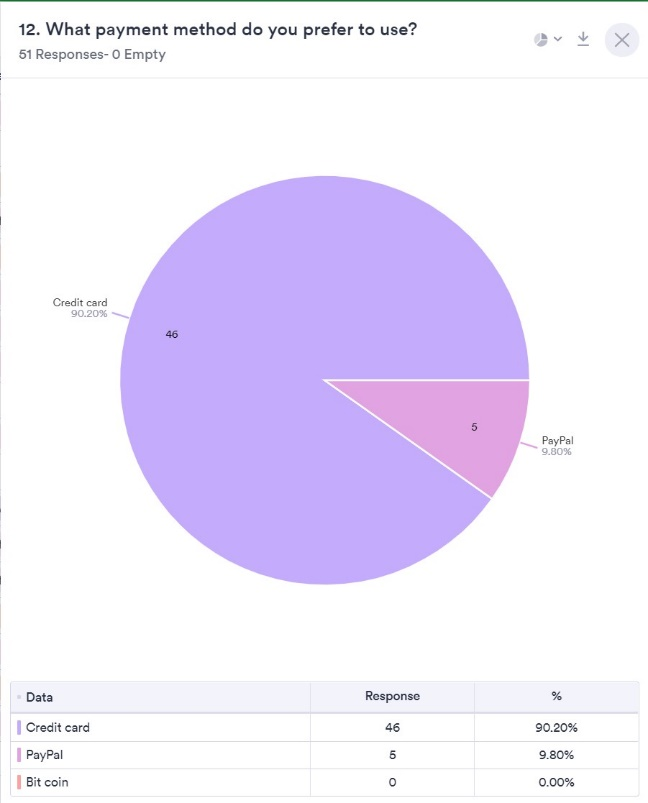 12. What payment method do you prefer to use?
51 Responses- 0 Empty
Credit card
90.20%
46
5
PayPal
9.80%
Data Response %
Credit card 46 90.20%
PayPal 5 9.80%
Bit coin 0 0.00%